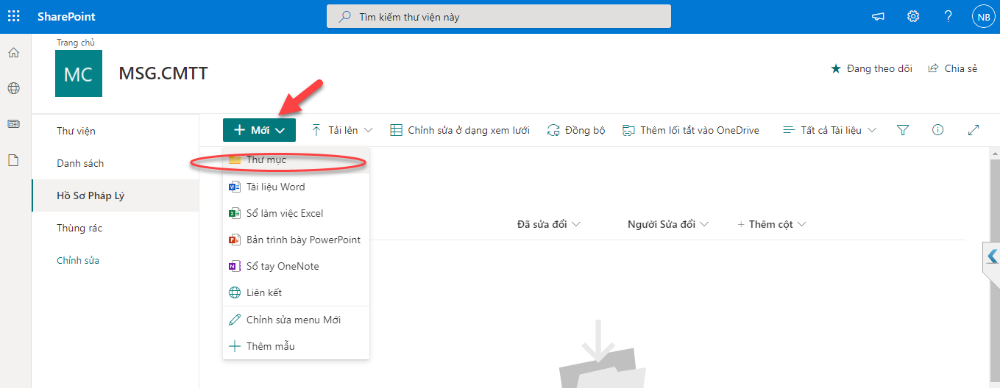 SharePoint
Tìm kiếm thư viện này
?
NB
Trang chủ
MC
MSG.CMTT
Đang theo dõi
Chia sẻ
Thư viện
Danh sách
Hồ Sơ Pháp Lý
Thùng rác
Chỉnh sửa
+ Mới
Tải lên
Chỉnh sửa ở dạng xem lưới
Đồng bộ
Thêm lối tắt vào OneDrive
Tất cả Tài liệu
Thư mục
Tài liệu Word
Sổ làm việc Excel
Bản trình bày PowerPoint
Sổ tay OneNote
Liên kết
Chỉnh sửa menu Mới
Thêm mẫu
Đã sửa đổi
Người Sửa đổi
+ Thêm cột